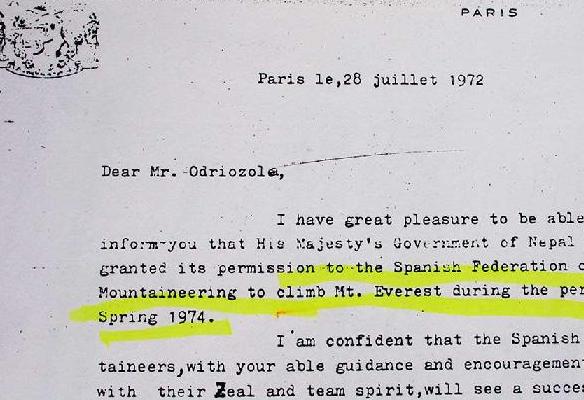 PARIS
Paris le,28 juillet 1972
Dear Mr. Odriozola,
I have great pleasure to be able
inform you that His Majesty's Government of Nepal
granted its permission to the Spanish Federation
Mountaineering to climb Mt. Everest during the
Spring 1974.
I am confident that the Spanish
taineers,with your able guidance and encouragemen
with their Zeal and team spirit,will see a succe